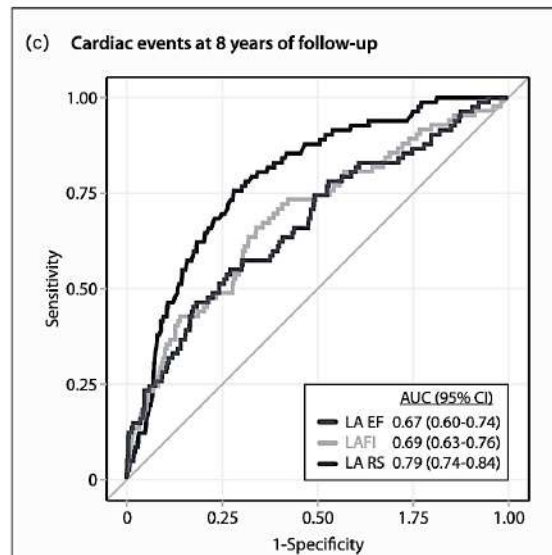 (c) Cardiac events at 8 years of follow-up
1.00
0.75
0.50
0.25
0
Sensitivity
AUC (95% CI)
LA EF 0.67 (0.60-0.74)
LAFI 0.69 (0.63-0.76)
LA RS 0.79 (0.74-0.84)
0 0.25 0.50 1.75 1.00
1-Specificity